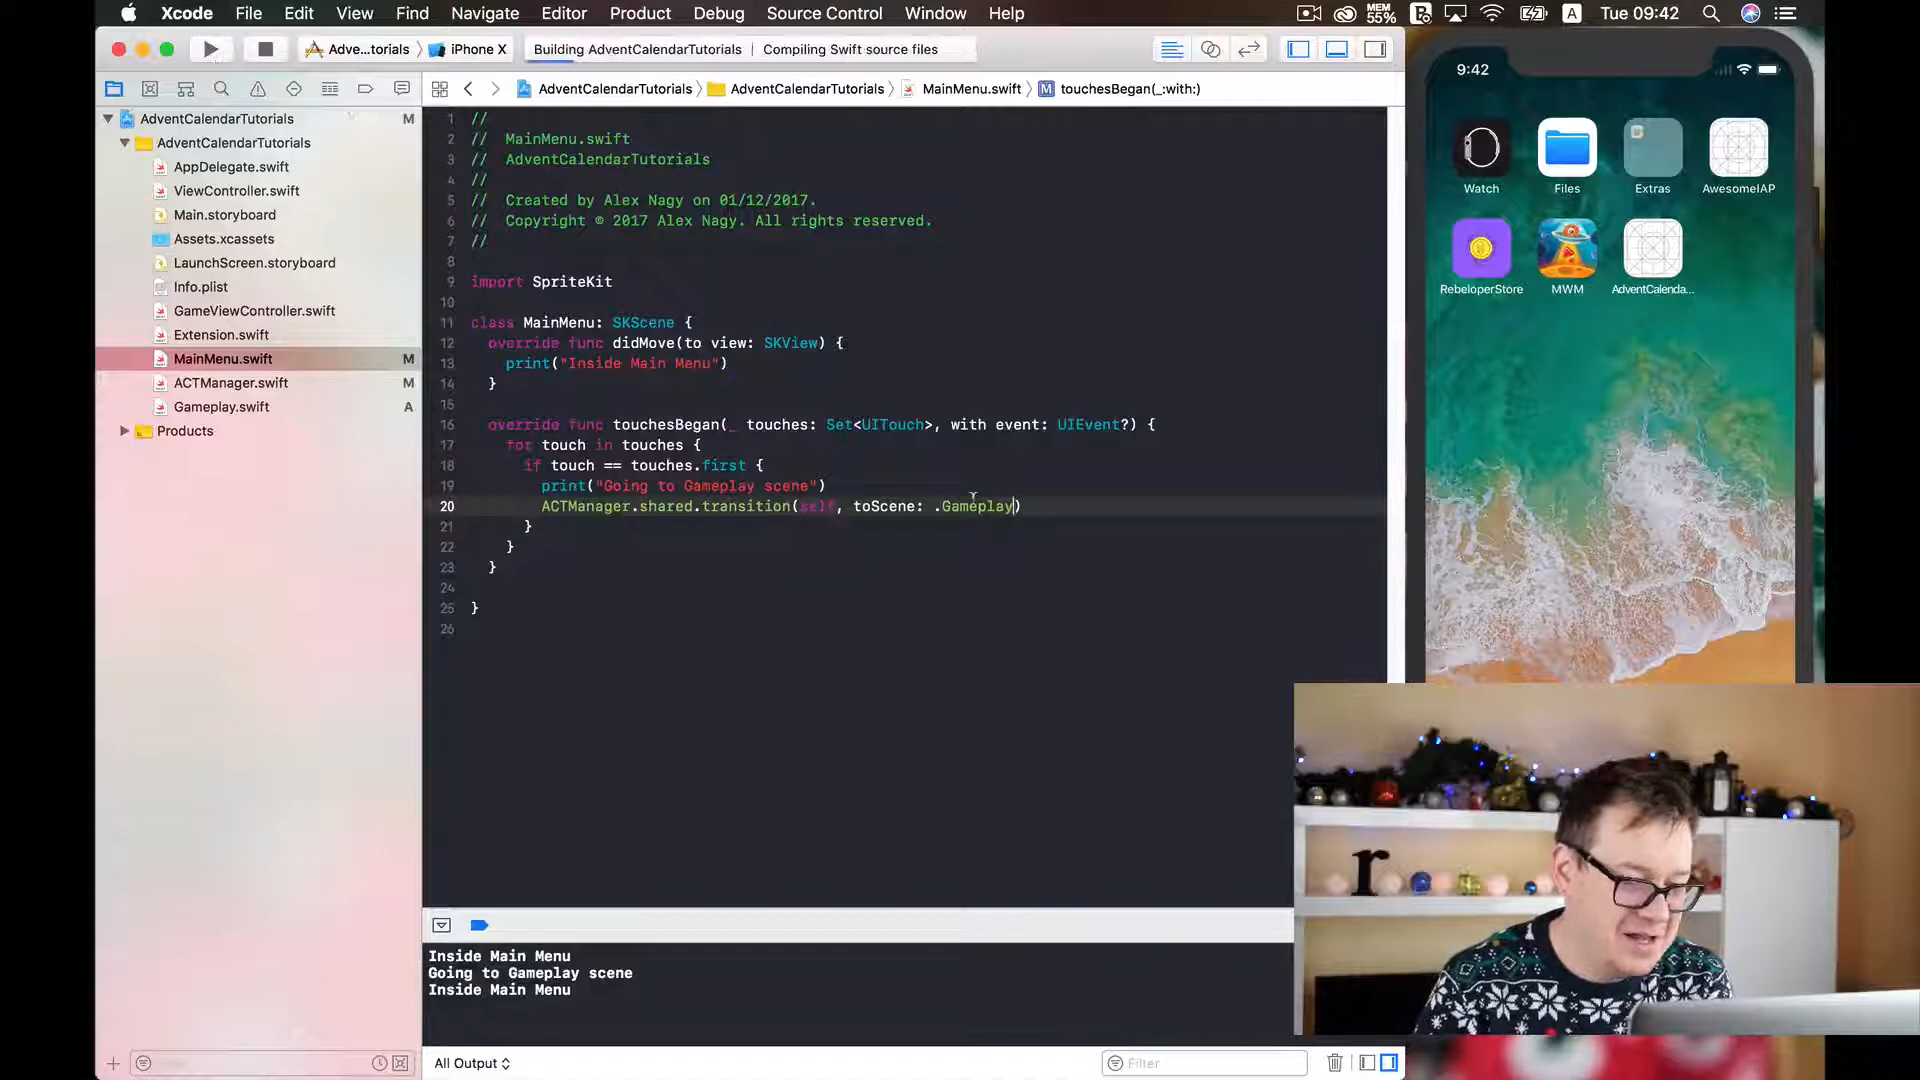 Xcode File Edit View Find Navigate Editor Product Debug Source Control Window Help MEM 55% A Tue 09:42
Adve...torials iPhone X Building AdventCalendarTutorials Compiling Swift source files
AdventCalendarTutorials AdventCalendarTutorials MainMenu.swift M touchesBegan(_:with:)
AdventCalendarTutorials M
AdventCalendarTutorials
AppDelegate.swift
ViewController.swift
Main.storyboard
Assets.xcassets
LaunchScreen.storyboard
Info.plist
GameViewController.swift
Extension.swift
MainMenu.swift M
ACTManager.swift M
Gameplay.swift A
Products
1 //
2 // MainMenu.swift
3 // AdventCalendarTutorials
4 //
5 // Created by Alex Nagy on 01/12/2017.
6 // Copyright © 2017 Alex Nagy. All rights reserved.
7 //
8
9 import SpriteKit
10
11 class MainMenu: SKScene {
12 override func didMove(to view: SKView) {
13 print("Inside Main Menu")
14 }
15
16 override func touchesBegan(_ touches: Set<UITouch>, with event: UIEvent?) {
17 for touch in touches {
18 if touch == touches.first {
19 print("Going to Gameplay scene")
20 ACTManager.shared.transition(self, toScene: .Gameplay)
21 }
22 }
23 }
24
25 }
26
Inside Main Menu
Going to Gameplay scene
Inside Main Menu
All Output
Filter
9:42
Watch Files Extras AwesomeIAP
RebeloperStore MWM AdventCalenda...
r